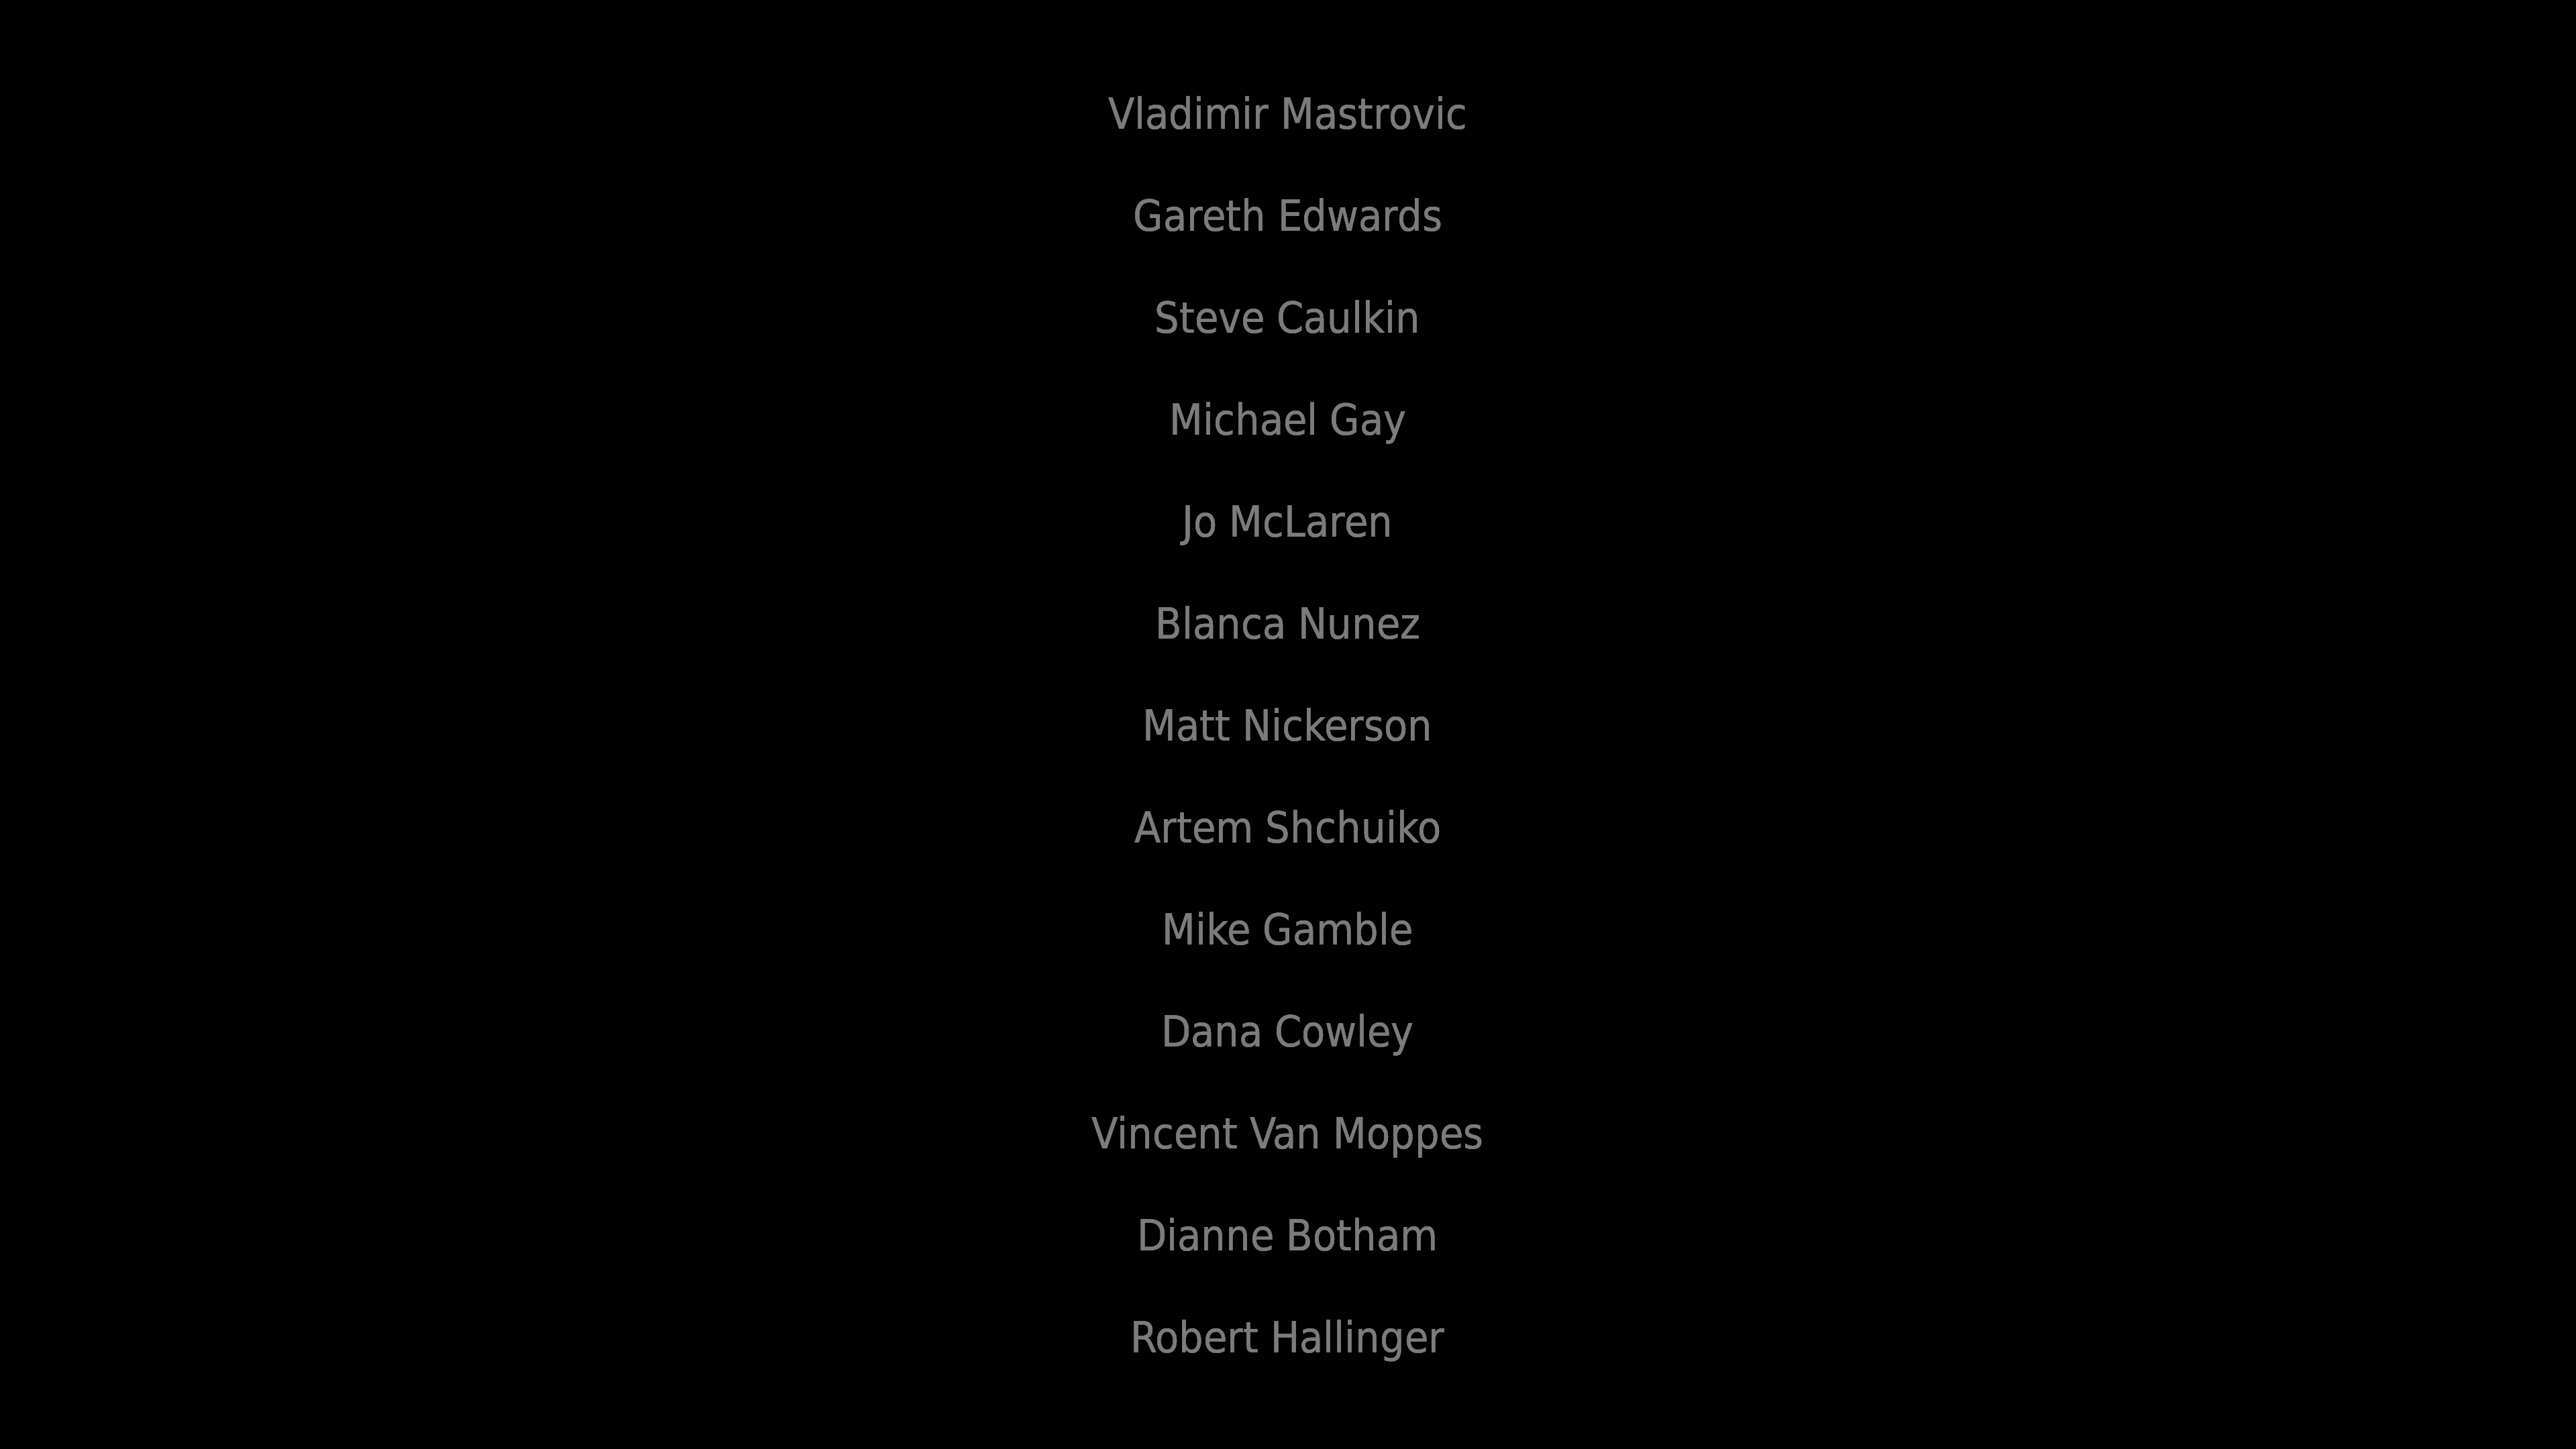 Vladimir Mastrovic
Gareth Edwards
Steve Caulkin
Michael Gay
Jo McLaren
Blanca Nunez
Matt Nickerson
Artem Shchuiko
Mike Gamble
Dana Cowley
Vincent Van Moppes
Dianne Botham
Robert Hallinger